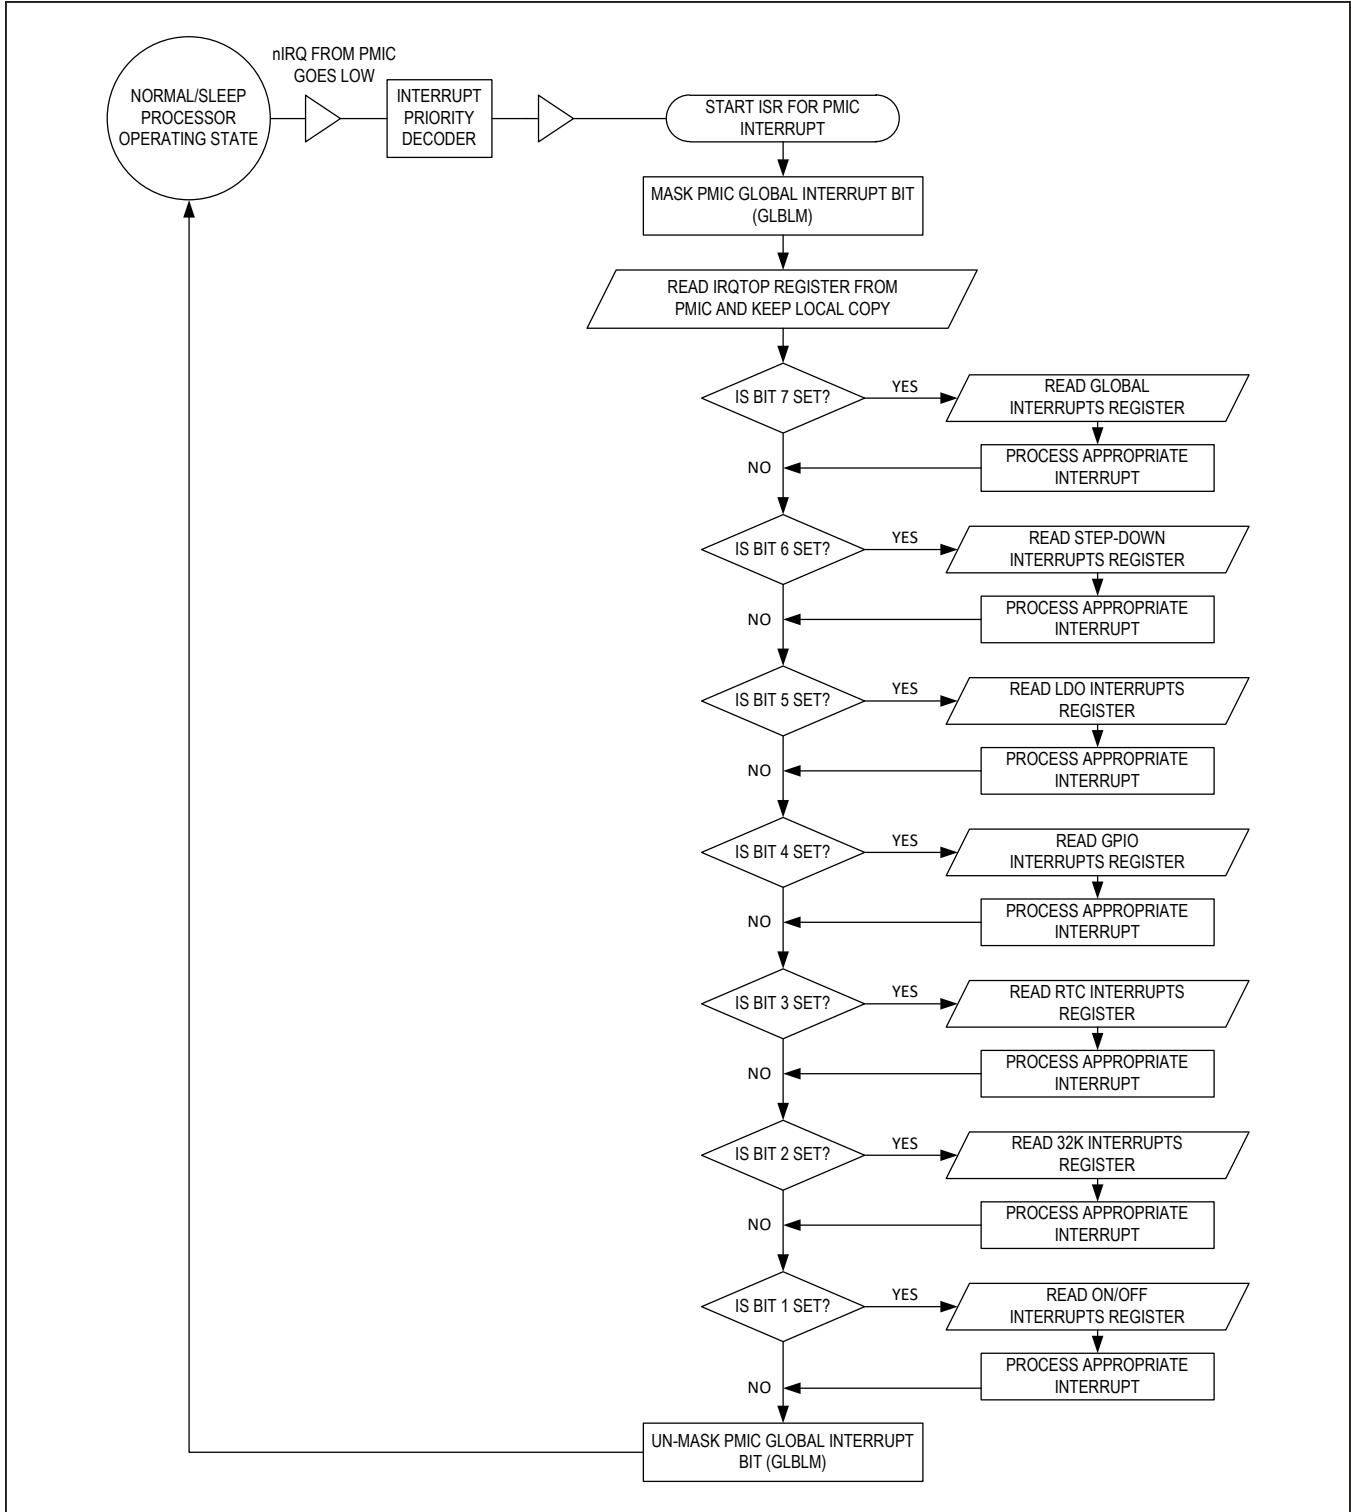 nIRQ FROM PMIC
GOES LOW
NORMAL/SLEEP
PROCESSOR
OPERATING STATE
INTERRUPT
PRIORITY
DECODER
START ISR FOR PMIC
INTERRUPT
MASK PMIC GLOBAL INTERRUPT BIT
(GLBLM)
READ IRQTOP REGISTER FROM
PMIC AND KEEP LOCAL COPY
IS BIT 7 SET?
YES
READ GLOBAL
INTERRUPTS REGISTER
NO
PROCESS APPROPRIATE
INTERRUPT
IS BIT 6 SET?
YES
READ STEP-DOWN
INTERRUPTS REGISTER
NO
PROCESS APPROPRIATE
INTERRUPT
IS BIT 5 SET?
YES
READ LDO INTERRUPTS
REGISTER
NO
PROCESS APPROPRIATE
INTERRUPT
IS BIT 4 SET?
YES
READ GPIO
INTERRUPTS REGISTER
NO
PROCESS APPROPRIATE
INTERRUPT
IS BIT 3 SET?
YES
READ RTC INTERRUPTS
REGISTER
NO
PROCESS APPROPRIATE
INTERRUPT
IS BIT 2 SET?
YES
READ 32K INTERRUPTS
REGISTER
NO
PROCESS APPROPRIATE
INTERRUPT
IS BIT 1 SET?
YES
READ ON/OFF
INTERRUPTS REGISTER
NO
PROCESS APPROPRIATE
INTERRUPT
UN-MASK PMIC GLOBAL INTERRUPT
BIT (GLBLM)